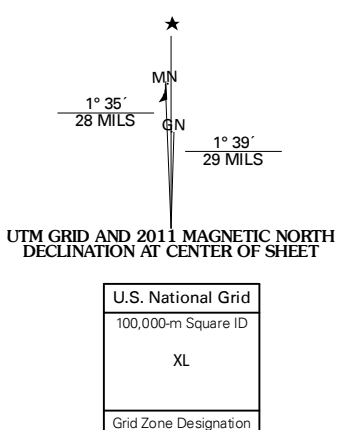 MN
1° 35´
28 MILS
GN
1° 39´
29 MILS
UTM GRID AND 2011 MAGNETIC NORTH
DECLINATION AT CENTER OF SHEET
U.S. National Grid
100,000-m Square ID
XL
Grid Zone Designation